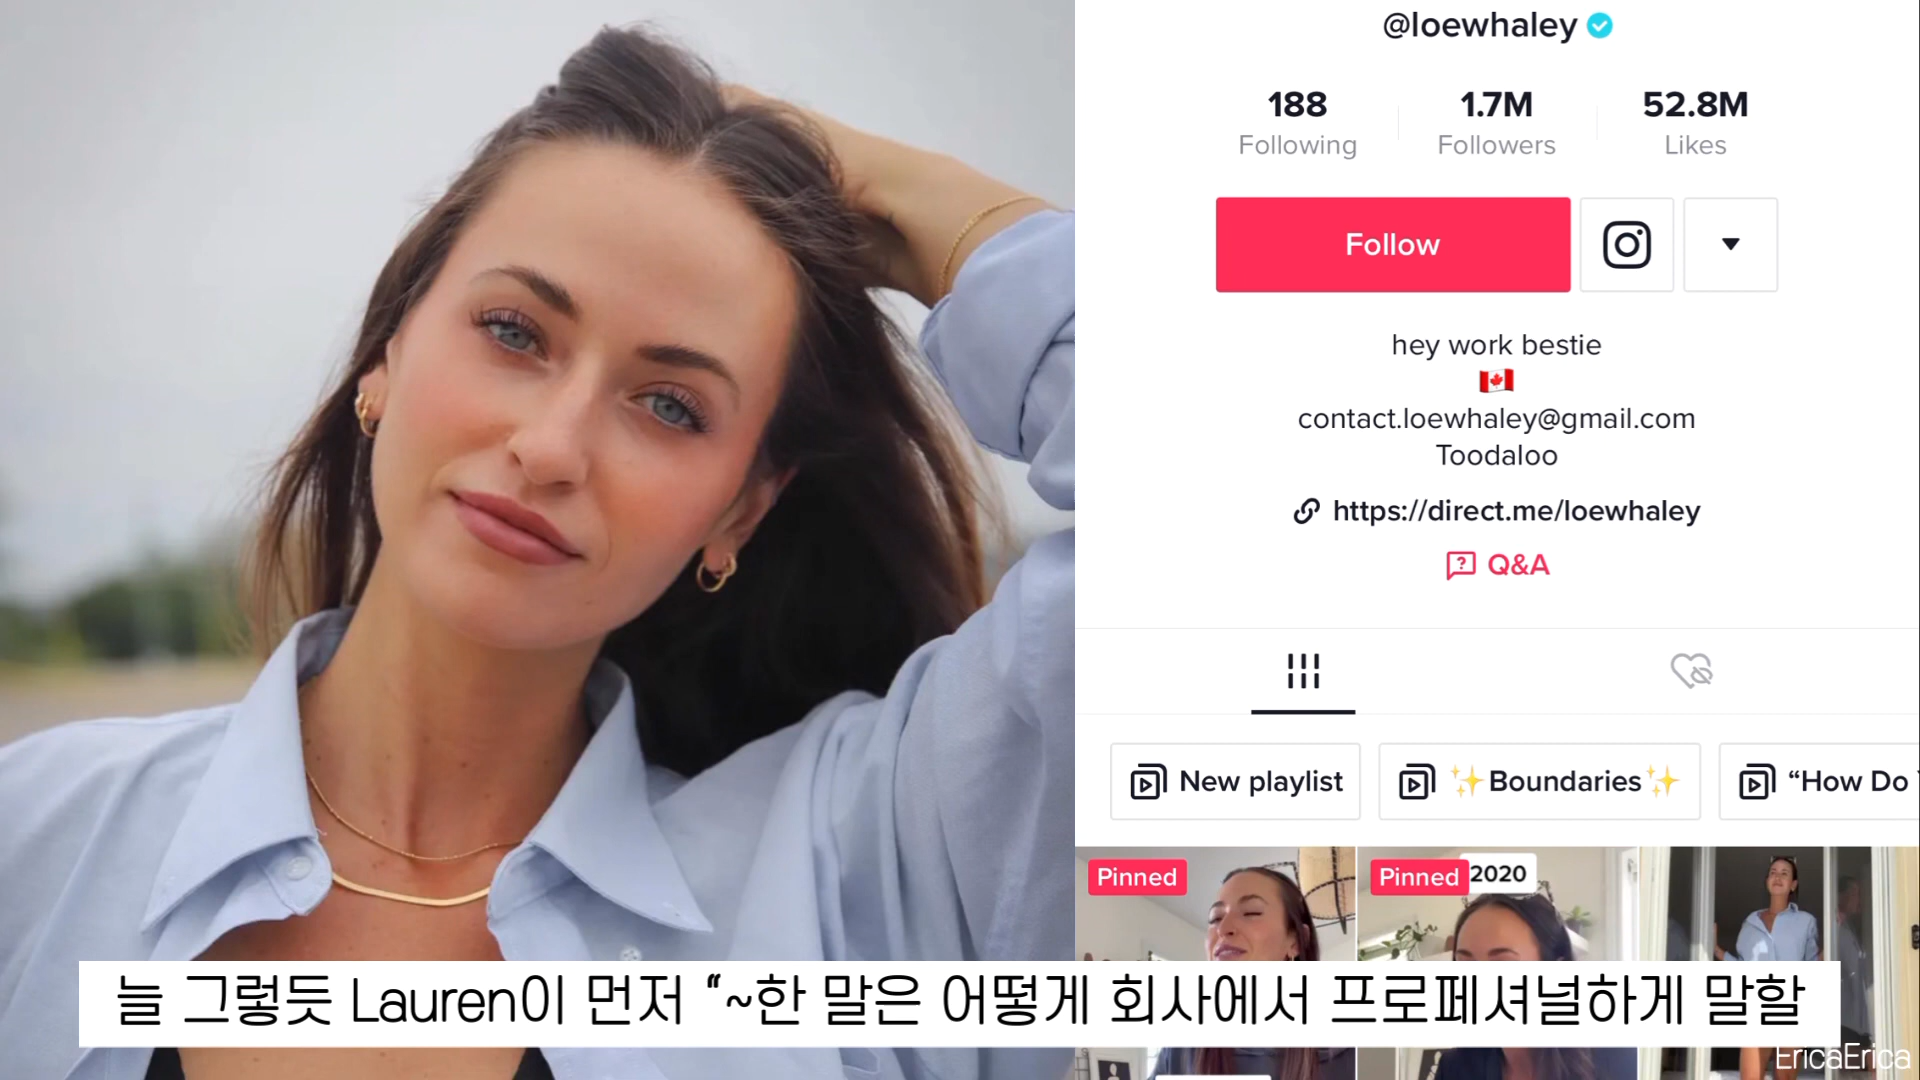 @loewhaley
188
1.7M
52.8M
Following
Followers
Likes
Follow
hey work bestie
🇨🇦
contact.loewhaley@gmail.com
Toodaloo
https://direct.me/loewhaley
Q&A
New playlist
✨Boundaries✨
“How Do
Pinned
Pinned
2020
늘 그렇듯 Lauren이 먼저 “~한 말은 어떻게 회사에서 프로페셔널하게 말할
EricaErica